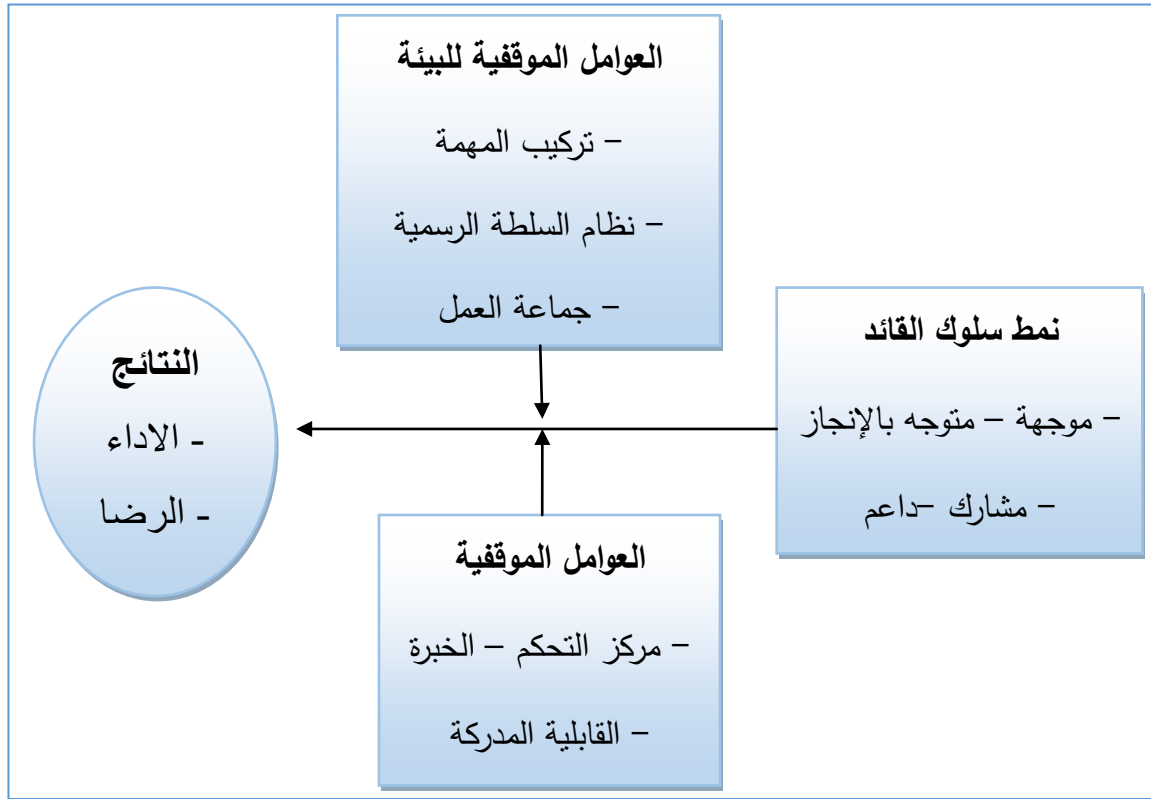 العوامل الموقفية للبيئة
– تركيب المهمة
– نظام السلطة الرسمية
– جماعة العمل
نمط سلوك القائد
– موجهة – متوجه بالإنجاز
– مشارك –داعم
النتائج
- الاداء
- الرضا
العوامل الموقفية
– مركز التحكم – الخبرة
– القابلية المدركة